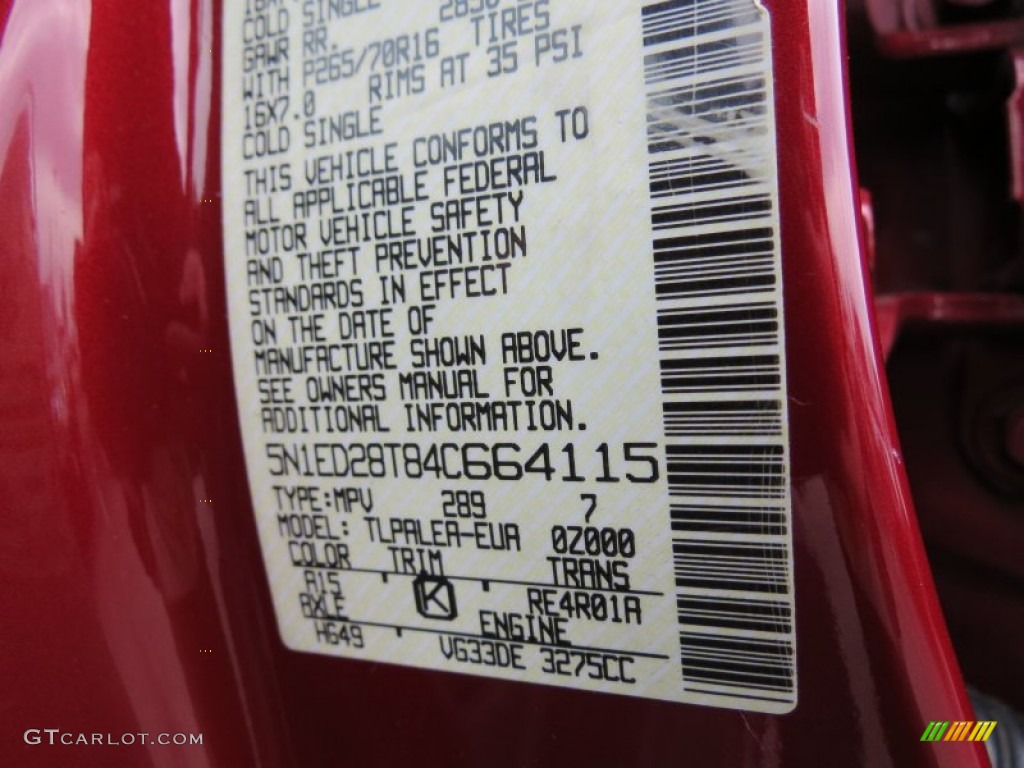 COLD SINGLE
GAWR RR.
WITH P265/70R16 TIRES
16X7.0 RIMS AT 35 PSI
COLD SINGLE
THIS VEHICLE CONFORMS TO
ALL APPLICABLE FEDERAL
MOTOR VEHICLE SAFETY
AND THEFT PREVENTION
STANDARDS IN EFFECT
ON THE DATE OF
MANUFACTURE SHOWN ABOVE.
SEE OWNERS MANUAL FOR
ADDITIONAL INFORMATION.
5N1ED28T84C664115
TYPE:MPV 289 7
MODEL: TLPALEA-EUA 0Z000
COLOR TRIM TRANS
A15 K RE4R01A
AXLE ENGINE
HG49 VG33DE 3275CC
GTCARLOT.COM